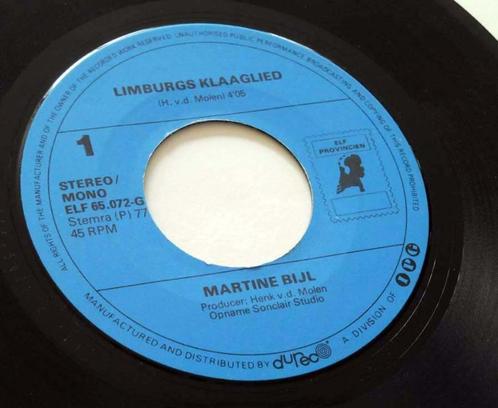 ALL RIGHTS OF THE MANUFACTURER AND OF THE OWNER OF THE RECORDED WORK RESERVED. UNAUTHORISED PUBLIC PERFORMANCE, BROADCASTING AND COPYING OF THIS RECORD PROHIBITED
LIMBURGS KLAAGLIED
(H. v.d. Molen) 4'05
1
STEREO/
MONO
ELF 65.072-G
Stemra (P) 77
45 RPM
ELF
PROVINCIEN
MARTINE BIJL
Producer: Henk v.d. Molen
Opname Sonclair Studio
MANUFACTURED AND DISTRIBUTED BY dureco
A DIVISION OF